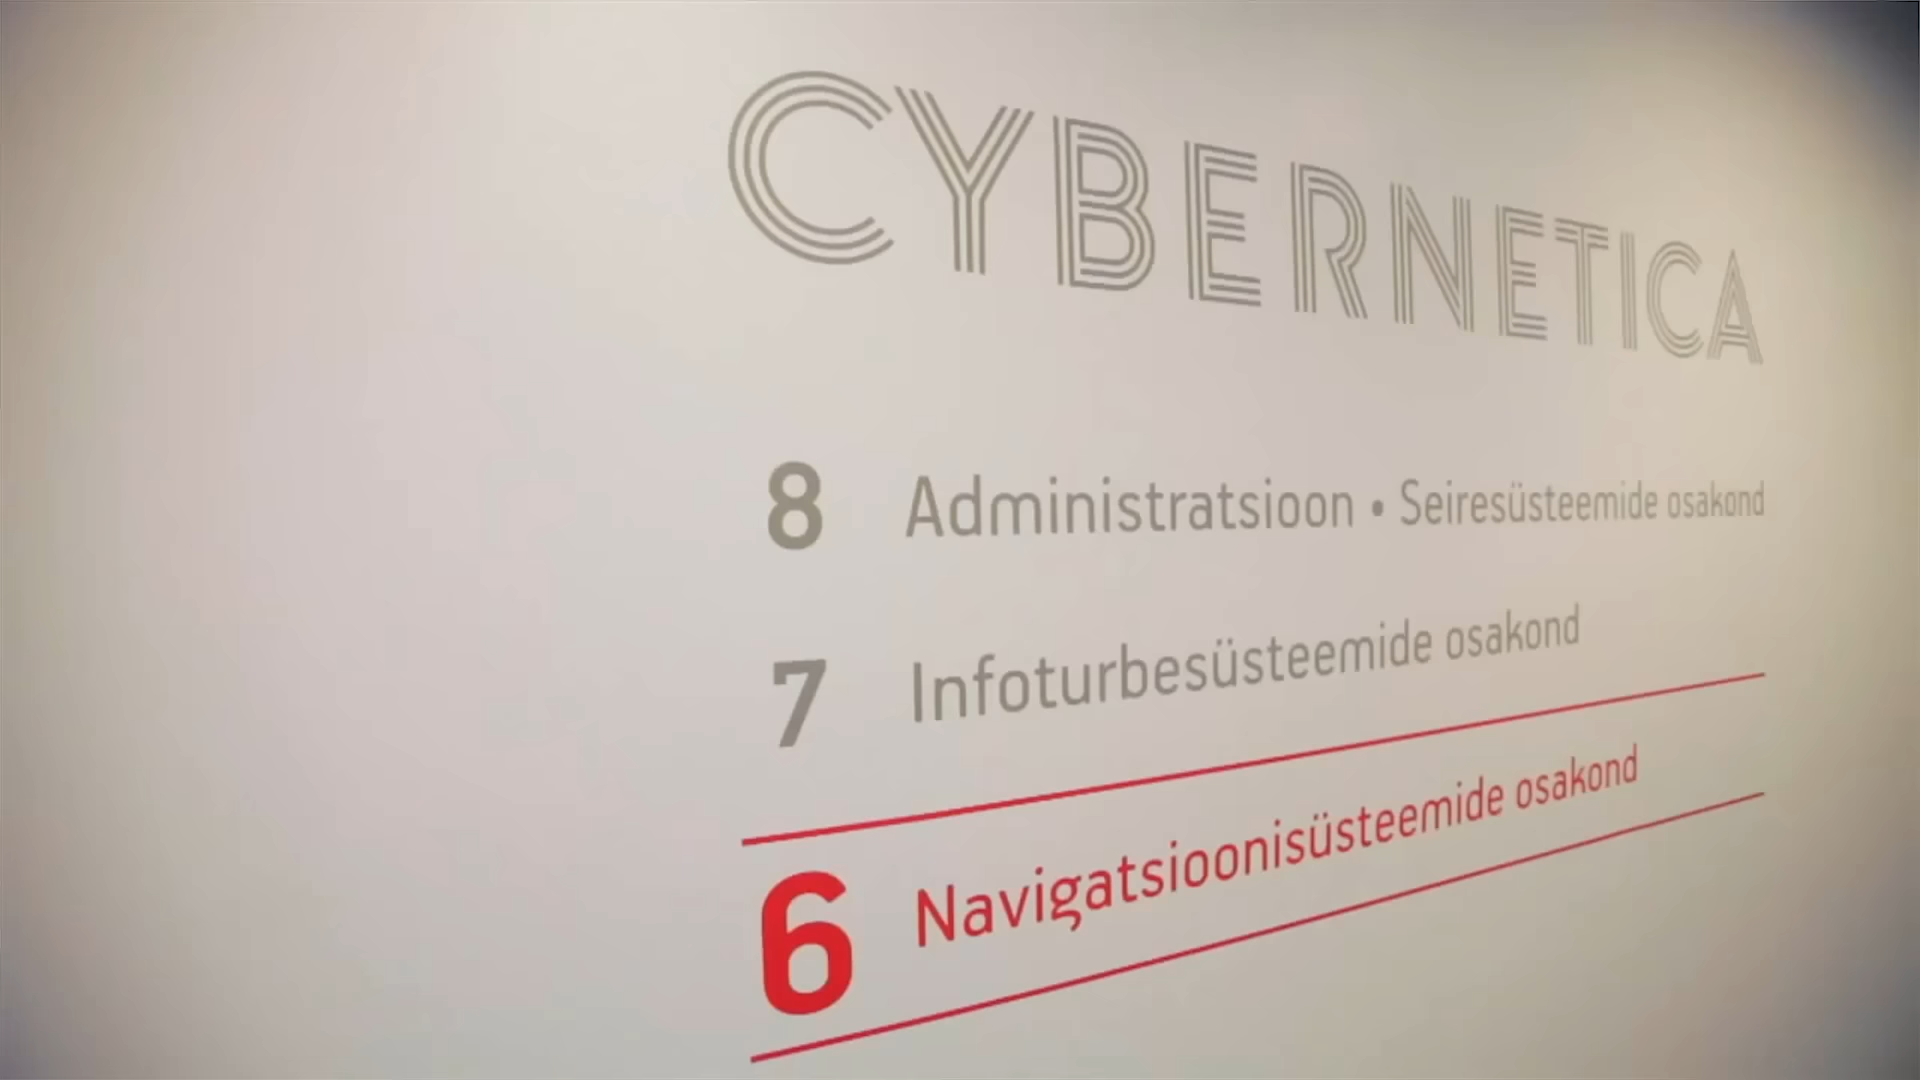 CYBERNETICA
8 Administratsioon • Seiresüsteemide osakond
7 Infoturbesüsteemide osakond
6 Navigatsioonisüsteemide osakond